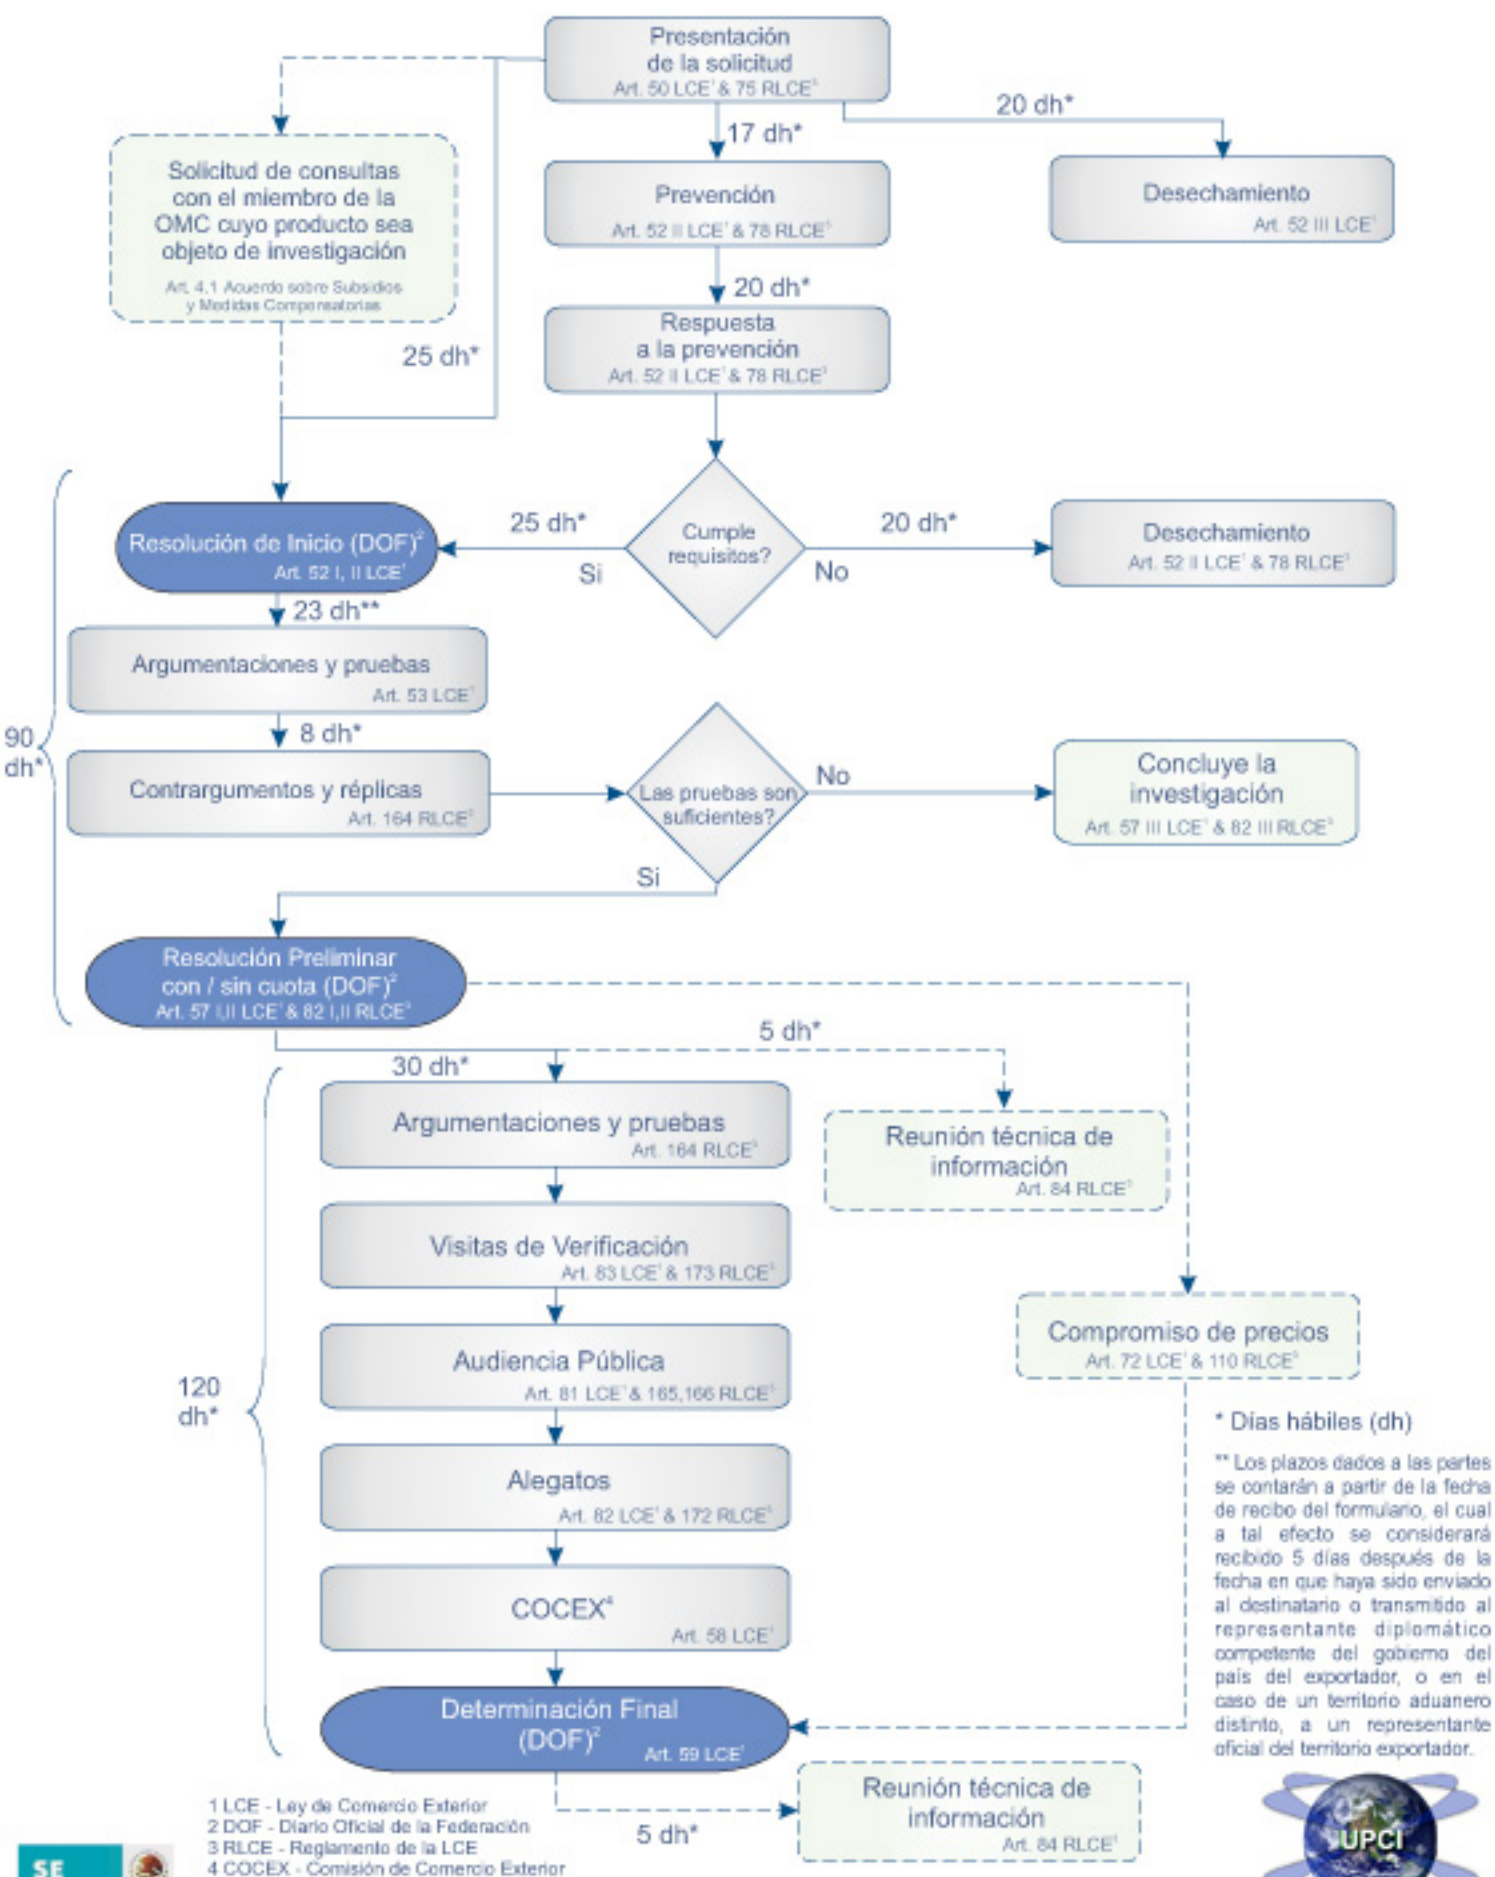 Presentación
de la solicitud
Art. 50 LCE¹ & 75 RLCE³
20 dh*
17 dh*
Solicitud de consultas
con el miembro de la
OMC cuyo producto sea
objeto de investigación
Art. 4.1 Acuerdo sobre Subsidios
y Medidas Compensatorias
Prevención
Art. 52 II LCE¹ & 78 RLCE³
Desechamiento
Art. 52 III LCE¹
20 dh*
25 dh*
Respuesta
a la prevención
Art. 52 II LCE¹ & 78 RLCE³
Resolución de Inicio (DOF)²
Art. 52 I, II LCE¹
25 dh*
Si
Cumple
requisitos?
20 dh*
No
Desechamiento
Art. 52 II LCE¹ & 78 RLCE³
23 dh**
Argumentaciones y pruebas
Art. 53 LCE¹
90
dh*
8 dh*
Contrargumentos y réplicas
Art. 164 RLCE³
Las pruebas son
suficientes?
No
Concluye la
investigación
Art. 57 III LCE¹ & 82 III RLCE³
Si
Resolución Preliminar
con / sin cuota (DOF)²
Art. 57 I,II LCE¹ & 82 I,II RLCE³
5 dh*
30 dh*
Argumentaciones y pruebas
Art. 164 RLCE³
Reunión técnica de
información
Art. 84 RLCE³
Visitas de Verificación
Art. 83 LCE¹ & 173 RLCE³
Compromiso de precios
Art. 72 LCE¹ & 110 RLCE³
Audiencia Pública
Art. 81 LCE¹ & 165,166 RLCE³
120
dh*
Alegatos
Art. 82 LCE¹ & 172 RLCE³
COCEX⁴
Art. 58 LCE¹
Determinación Final
(DOF)²
Art. 59 LCE¹
* Días hábiles (dh)
** Los plazos dados a las partes
se contarán a partir de la fecha
de recibo del formulario, el cual
a tal efecto se considerará
recibido 5 días después de la
fecha en que haya sido enviado
al destinatario o transmitido al
representante diplomático
competente del gobierno del
país del exportador, o en el
caso de un territorio aduanero
distinto, a un representante
oficial del territorio exportador.
5 dh*
Reunión técnica de
información
Art. 84 RLCE³
1 LCE - Ley de Comercio Exterior
2 DOF - Diario Oficial de la Federación
3 RLCE - Reglamento de la LCE
4 COCEX - Comisión de Comercio Exterior
SE
UPCI